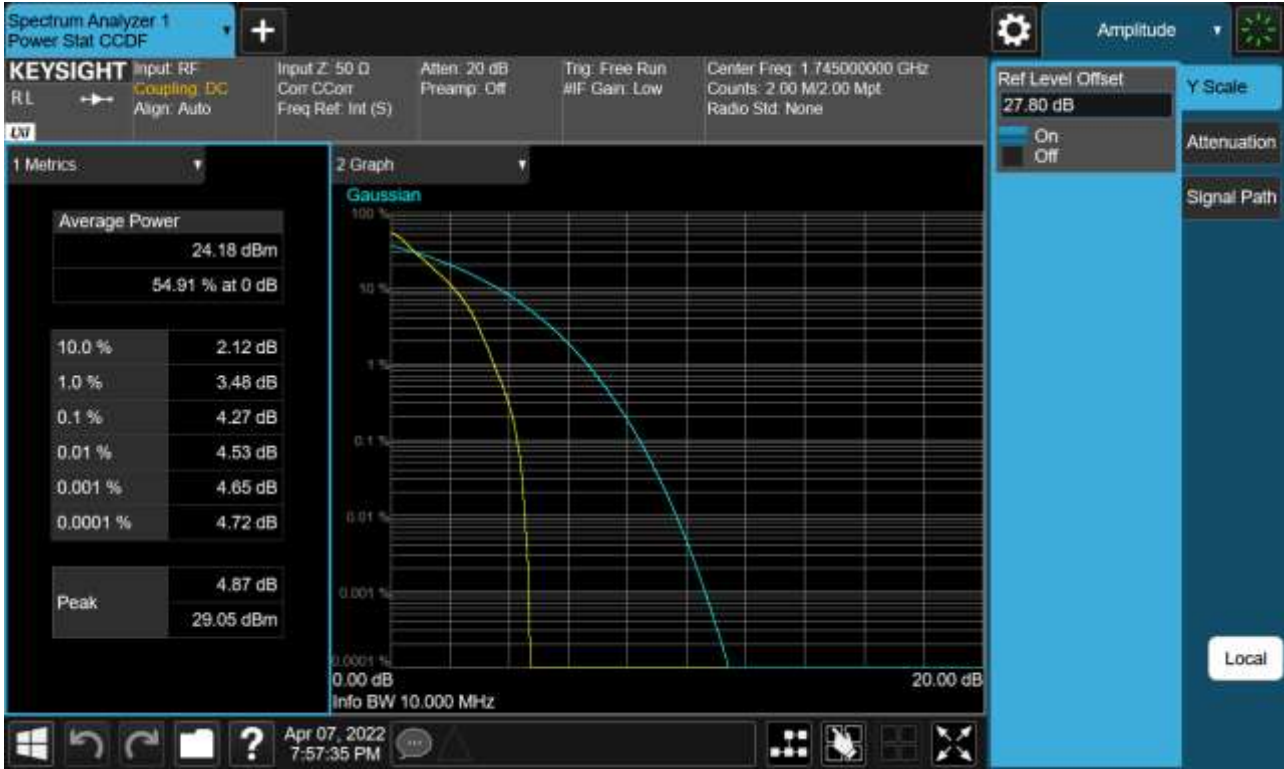 Spectrum Analyzer 1
Power Stat CCDF
+
Amplitude
KEYSIGHT
RL
LXI
Input: RF
Coupling: DC
Align: Auto
Input Z: 50 Ω
Corr CCorr
Freq Ref: Int (S)
Atten: 20 dB
Preamp: Off
Trig: Free Run
#IF Gain: Low
Center Freq: 1.745000000 GHz
Counts: 2.00 M/2.00 Mpt
Radio Std: None
Ref Level Offset
27.80 dB
On
Off
Y Scale
Attenuation
Signal Path
Local
1 Metrics
Average Power
24.18 dBm
54.91 % at 0 dB
10.0 % 2.12 dB
1.0 % 3.48 dB
0.1 % 4.27 dB
0.01 % 4.53 dB
0.001 % 4.65 dB
0.0001 % 4.72 dB
Peak
4.87 dB
29.05 dBm
2 Graph
Gaussian
100 %
10 %
1 %
0.1 %
0.01 %
0.001 %
0.0001 %
0.00 dB 20.00 dB
Info BW 10.000 MHz
?
Apr 07, 2022
7:57:35 PM